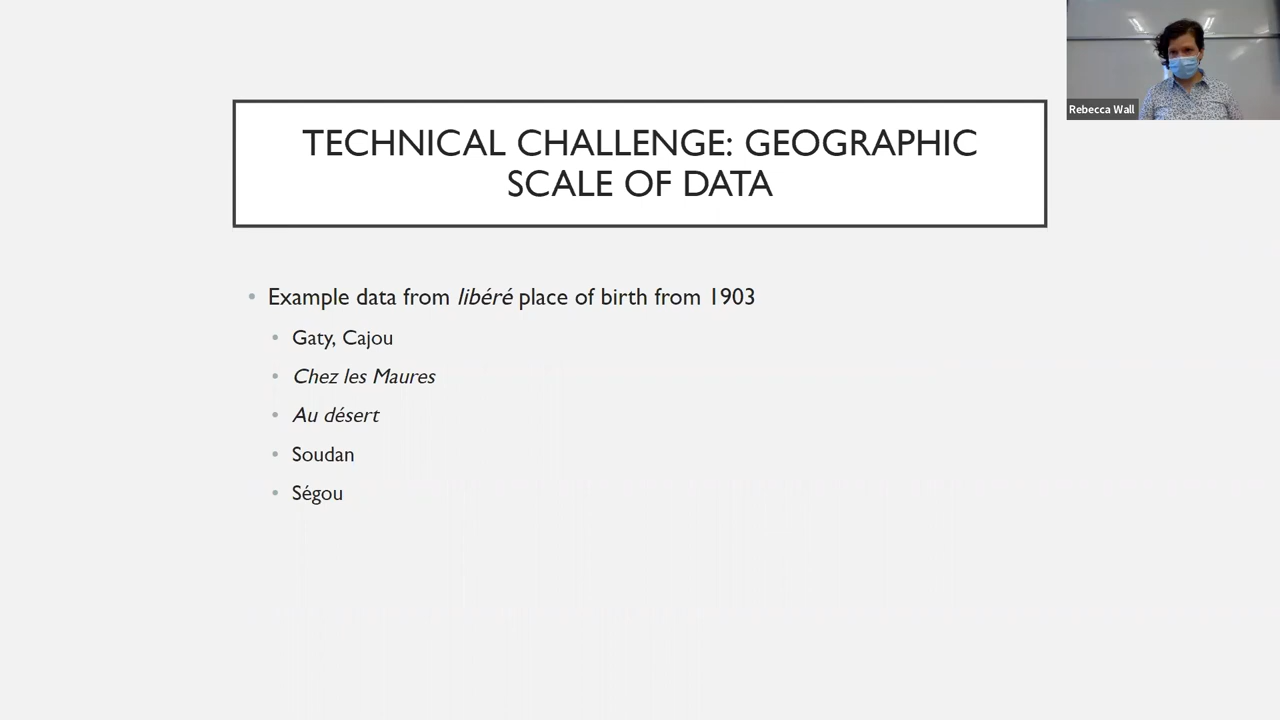 TECHNICAL CHALLENGE: GEOGRAPHIC
SCALE OF DATA
Rebecca Wall
Example data from libéré place of birth from 1903
Gaty, Cajou
Chez les Maures
Au désert
Soudan
Ségou